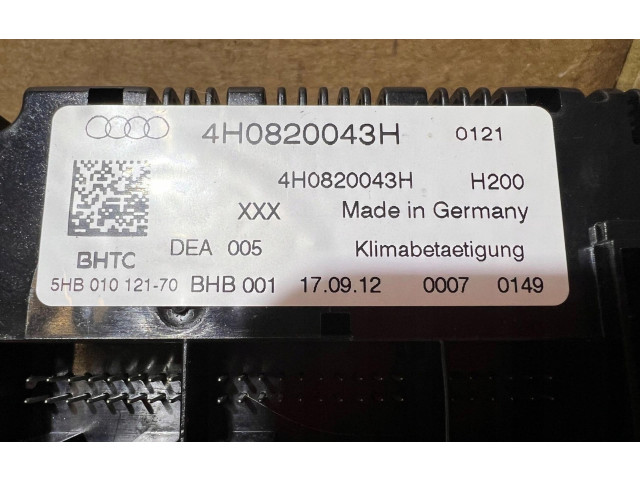 4H0820043H 0121
4H0820043H H200
XXX Made in Germany
BHTC DEA 005 Klimabetaetigung
5HB 010 121-70 BHB 001 17.09.12 0007 0149